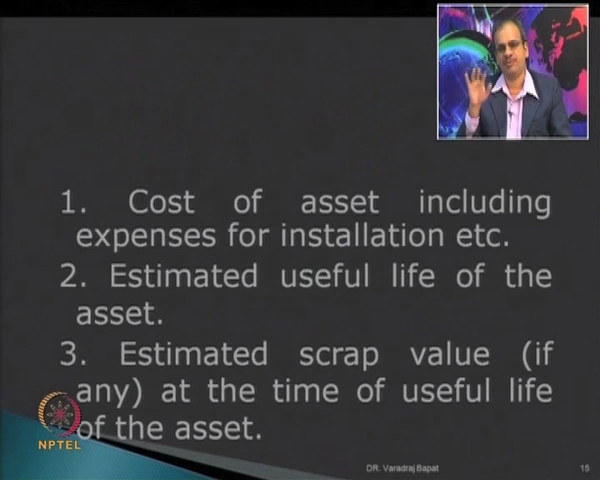 1. Cost of asset including
expenses for installation etc.
2. Estimated useful life of the
asset.
3. Estimated scrap value (if
any) at the time of useful life
of the asset.
NPTEL
DR. Varadraj Bapat
15